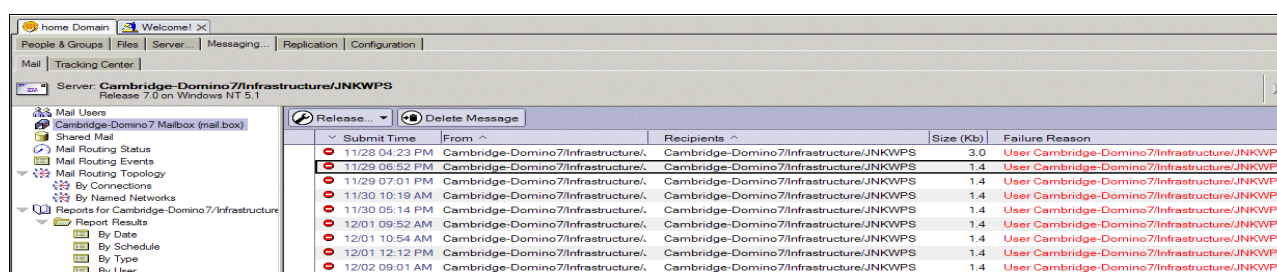 home Domain Welcome!
People & Groups Files Server... Messaging... Replication Configuration
Mail Tracking Center
Server: Cambridge-Domino7/Infrastructure/JNKWPS
Release 7.0 on Windows NT 5.1
Mail Users
Cambridge-Domino7 Mailbox (mail.box)
Shared Mail
Mail Routing Status
Mail Routing Events
Mail Routing Topology
By Connections
By Named Networks
Reports for Cambridge-Domino7/Infrastructure
Report Results
By Date
By Schedule
By Type
By User
Release... Delete Message
Submit Time From Recipients Size (Kb) Failure Reason
11/28 04:23 PM Cambridge-Domino7/Infrastructure/. Cambridge-Domino7/Infrastructure/JNKWPS 3.0 User Cambridge-Domino7/Infrastructure/JNKWP
11/29 06:52 PM Cambridge-Domino7/Infrastructure/. Cambridge-Domino7/Infrastructure/JNKWPS 1.4 User Cambridge-Domino7/Infrastructure/JNKWP
11/29 07:01 PM Cambridge-Domino7/Infrastructure/. Cambridge-Domino7/Infrastructure/JNKWPS 1.4 User Cambridge-Domino7/Infrastructure/JNKWP
11/30 10:19 AM Cambridge-Domino7/Infrastructure/. Cambridge-Domino7/Infrastructure/JNKWPS 1.4 User Cambridge-Domino7/Infrastructure/JNKWP
11/30 05:14 PM Cambridge-Domino7/Infrastructure/. Cambridge-Domino7/Infrastructure/JNKWPS 1.4 User Cambridge-Domino7/Infrastructure/JNKWP
12/01 09:52 AM Cambridge-Domino7/Infrastructure/. Cambridge-Domino7/Infrastructure/JNKWPS 1.4 User Cambridge-Domino7/Infrastructure/JNKWP
12/01 10:54 AM Cambridge-Domino7/Infrastructure/. Cambridge-Domino7/Infrastructure/JNKWPS 1.4 User Cambridge-Domino7/Infrastructure/JNKWP
12/01 12:12 PM Cambridge-Domino7/Infrastructure/. Cambridge-Domino7/Infrastructure/JNKWPS 1.4 User Cambridge-Domino7/Infrastructure/JNKWP
12/02 09:01 AM Cambridge-Domino7/Infrastructure/. Cambridge-Domino7/Infrastructure/JNKWPS 1.4 User Cambridge-Domino7/Infrastructure/JNKWP